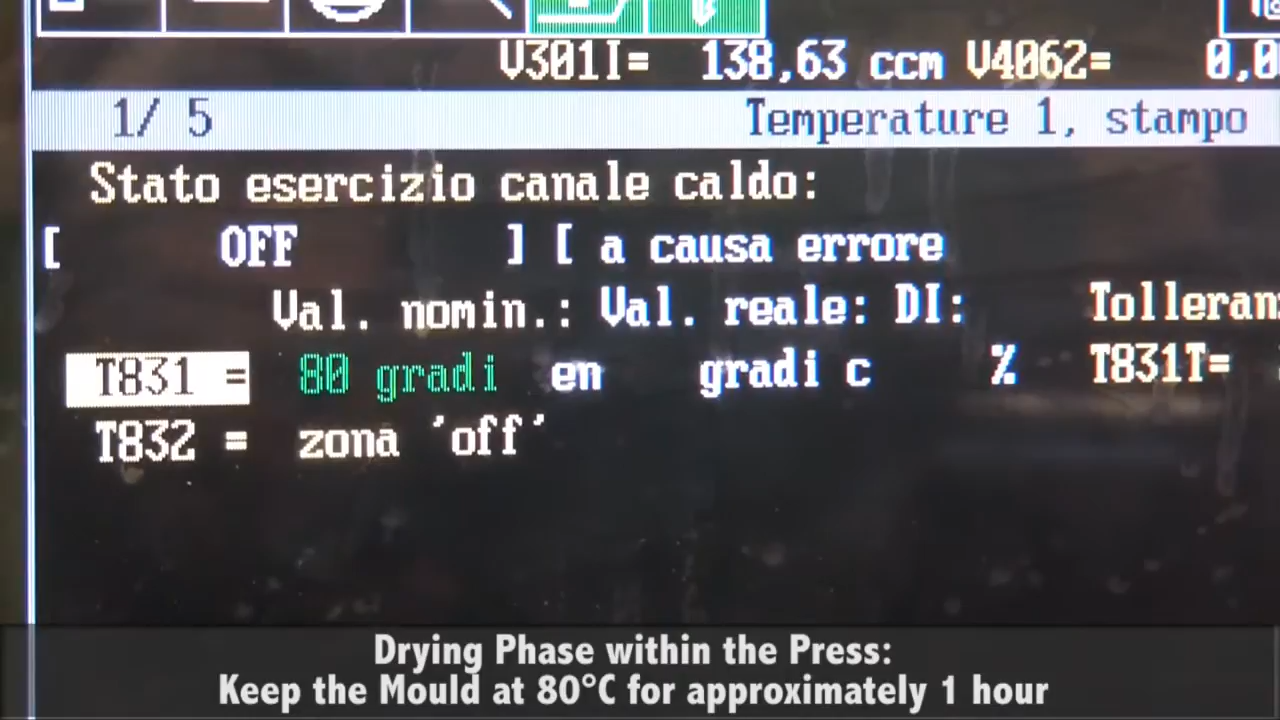 V301I= 138,63 ccm V4062= 0,0
1/ 5 Temperature 1, stampo
Stato esercizio canale caldo:
[ OFF ] [ a causa errore
Val. nomin.: Val. reale: DI: Tolleran
T831 = 80 gradi en gradi c % T831T=
T832 = zona 'off'
Drying Phase within the Press:
Keep the Mould at 80°C for approximately 1 hour